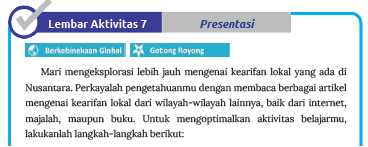 Lembar Aktivitas 7 Presentasi
Berkebinekaan Global Gotong Royong
Mari mengeksplorasi lebih jauh mengenai kearifan lokal yang ada di
Nusantara. Perkayalah pengetahuanmu dengan membaca berbagai artikel
mengenai kearifan lokal dari wilayah-wilayah lainnya, baik dari internet,
majalah, maupun buku. Untuk mengoptimalkan aktivitas belajarmu,
lakukanlah langkah-langkah berikut: